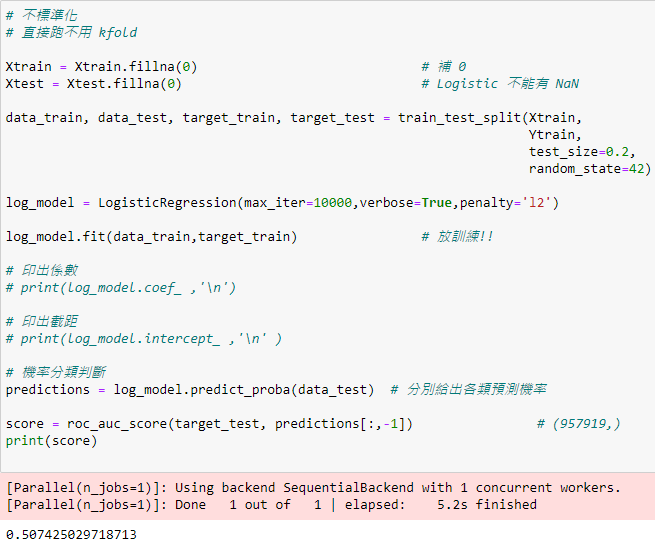 # 不標準化
# 直接跑不用 kfold
Xtrain = Xtrain.fillna(0) # 補 0
Xtest = Xtest.fillna(0) # Logistic 不能有 NaN
data_train, data_test, target_train, target_test = train_test_split(Xtrain,
Ytrain,
test_size=0.2,
random_state=42)
log_model = LogisticRegression(max_iter=10000,verbose=True,penalty='l2')
log_model.fit(data_train,target_train) # 放訓練!!
# 印出係數
# print(log_model.coef_ ,'\n')
# 印出截距
# print(log_model.intercept_ ,'\n' )
# 機率分類判斷
predictions = log_model.predict_proba(data_test) # 分別給出各類預測機率
score = roc_auc_score(target_test, predictions[:,-1]) # (957919,)
print(score)
[Parallel(n_jobs=1)]: Using backend SequentialBackend with 1 concurrent workers.
[Parallel(n_jobs=1)]: Done 1 out of 1 | elapsed: 5.2s finished
0.507425029718713